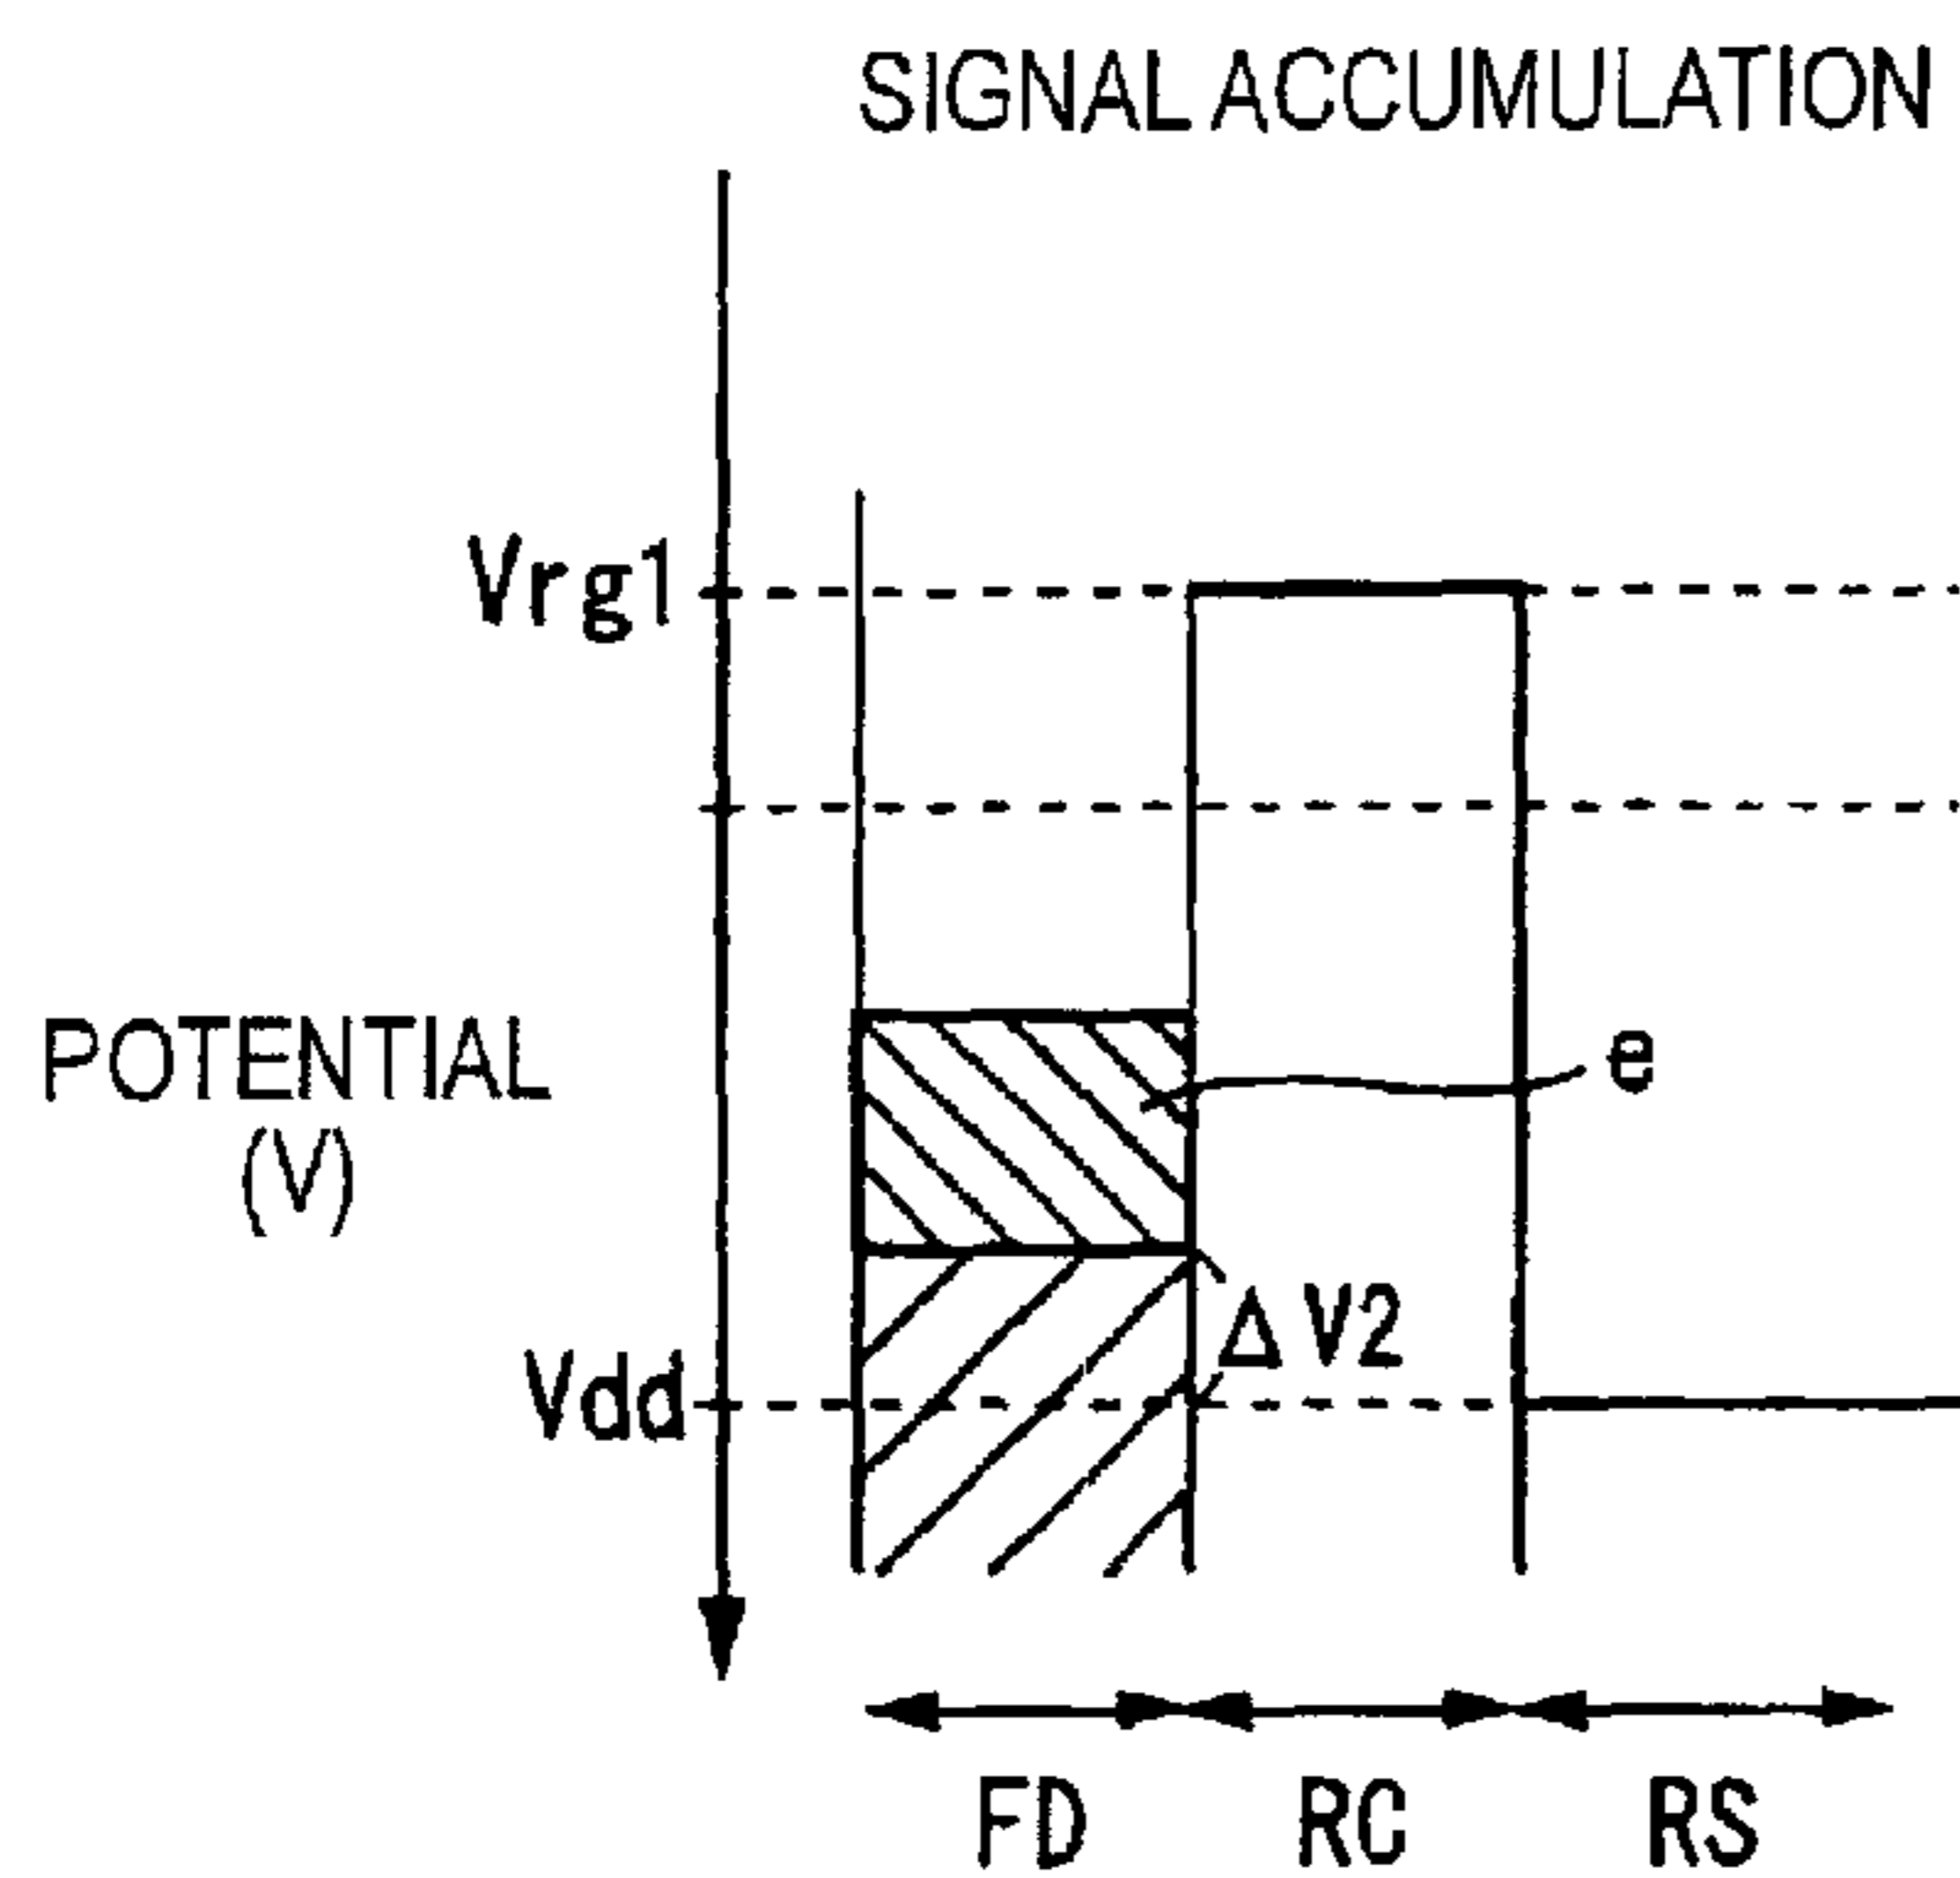 SIGNAL ACCUMULATION
Vrg1
POTENTIAL
(V)
e
ΔV2
Vdd
FD
RC
RS